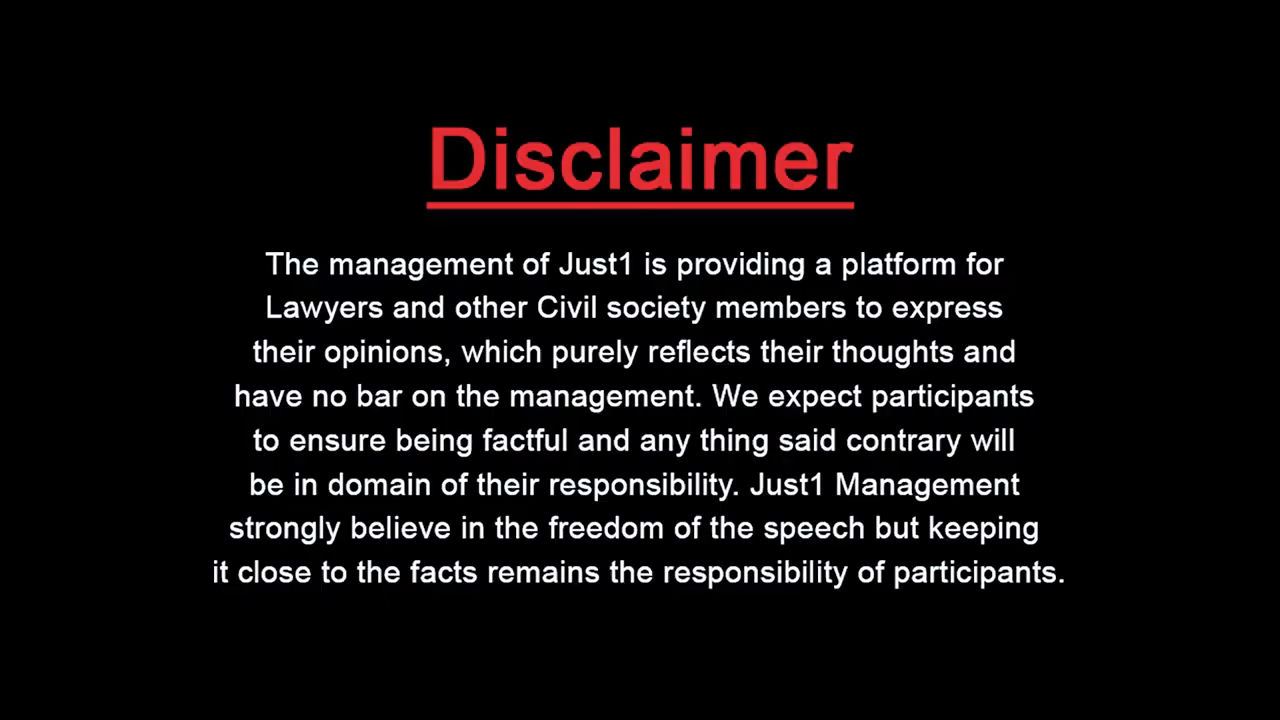 Disclaimer
The management of Just1 is providing a platform for
Lawyers and other Civil society members to express
their opinions, which purely reflects their thoughts and
have no bar on the management. We expect participants
to ensure being factful and any thing said contrary will
be in domain of their responsibility. Just1 Management
strongly believe in the freedom of the speech but keeping
it close to the facts remains the responsibility of participants.